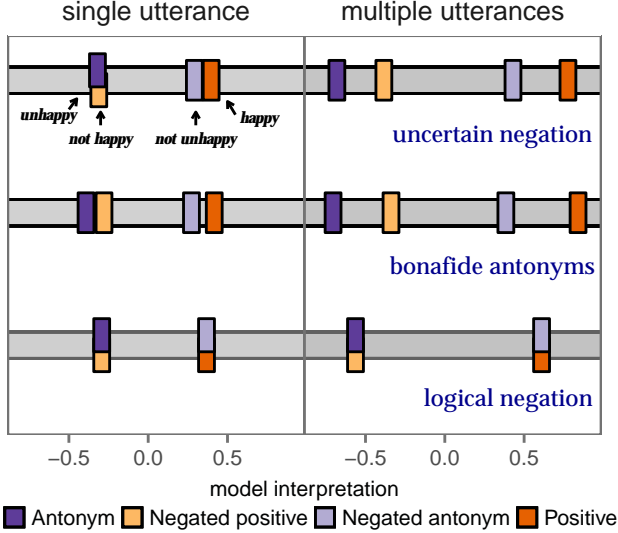 single utterance multiple utterances
unhappy
not happy
not unhappy
happy
uncertain negation
bonafide antonyms
logical negation
−0.5 0.0 0.5 −0.5 0.0 0.5
model interpretation
Antonym Negated positive Negated antonym Positive